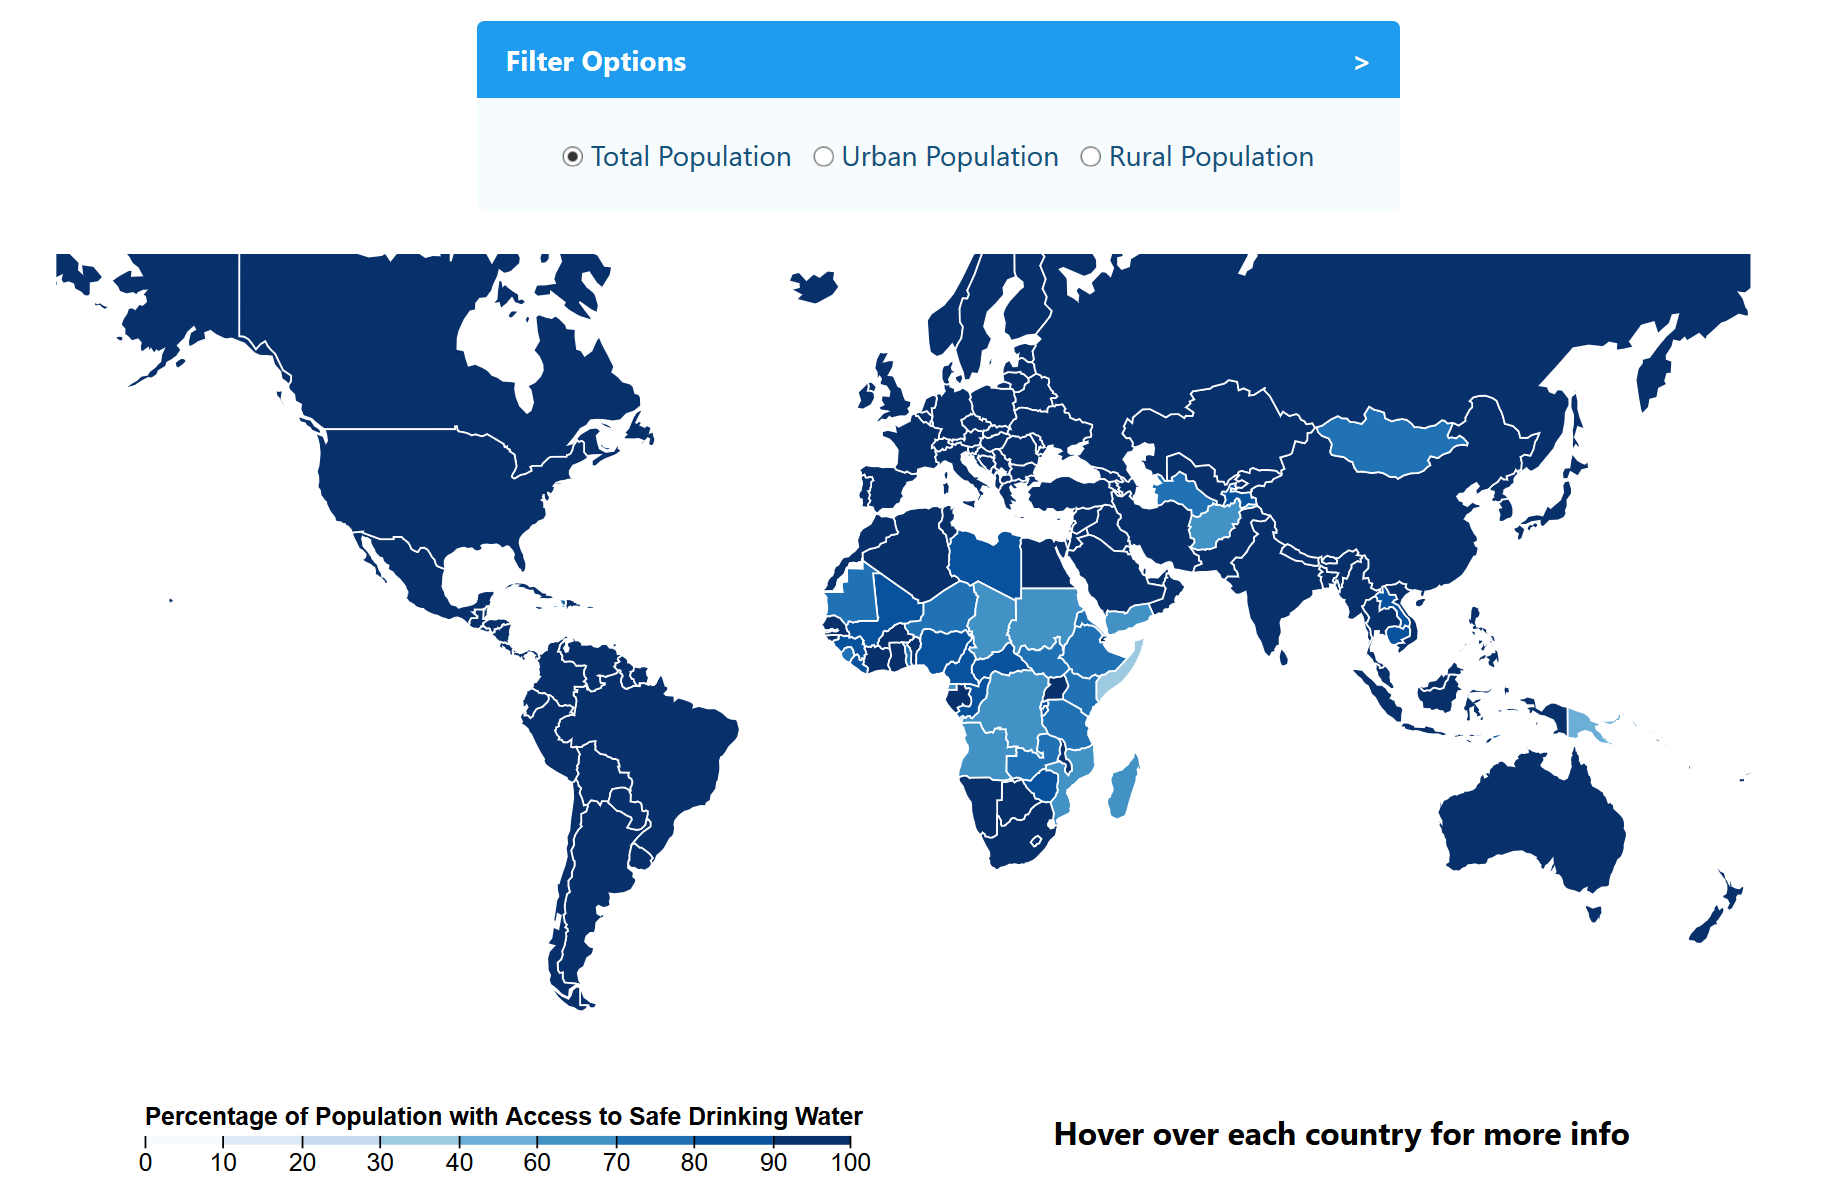 Filter Options >
Total Population Urban Population Rural Population
Percentage of Population with Access to Safe Drinking Water
0 10 20 30 40 60 70 80 90 100
Hover over each country for more info